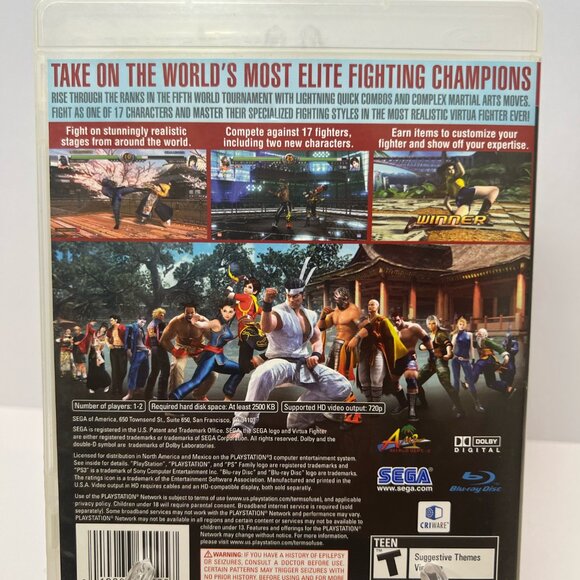 TAKE ON THE WORLD'S MOST ELITE FIGHTING CHAMPIONS
RISE THROUGH THE RANKS IN THE FIFTH WORLD TOURNAMENT WITH LIGHTNING QUICK COMBOS AND COMPLEX MARTIAL ARTS MOVES.
FIGHT AS ONE OF 17 CHARACTERS AND MASTER THEIR SPECIALIZED FIGHTING STYLES IN THE MOST REALISTIC VIRTUA FIGHTER EVER!
Fight on stunningly realistic
stages from around the world.
Compete against 17 fighters,
including two new characters.
Earn items to customize your
fighter and show off your expertise.
WINNER
Number of players: 1-2
Required hard disk space: At least 2500 KB
Supported HD video output: 720p
SEGA of America, 650 Townsend St., Suite 650, San Francisco, CA 94103
SEGA is registered in the U.S. Patent and Trademark Office. SEGA, the SEGA logo and Virtua Fighter
are either registered trademarks or trademarks of SEGA Corporation. All rights reserved. Dolby and the
double-D symbol are trademarks of Dolby Laboratories.
Licensed for distribution in North America and Mexico on the PLAYSTATION®3 computer entertainment system.
See inside for details. "PlayStation", "PLAYSTATION", and "PS" Family logo are registered trademarks and
"PS3" is a trademark of Sony Computer Entertainment Inc. "Blu-ray Disc" and "Blu-ray Disc" logo are trademarks.
The ratings icon is a trademark of the Entertainment Software Association. Manufactured and printed in the
U.S.A. Video output in HD requires cables and an HD compatible display, both sold separately.
Use of the PLAYSTATION® Network is subject to terms of use (www.us.playstation.com/termsofuse), and applicable
privacy policy. Children under 18 will require parental consent. Broadband internet service is required (sold
separately). Broadband service and wireless access fees are user's responsibility. PLAYSTATION® Network may
not be available in all regions and certain content or services may not be available to
children under 13. Features and offerings for the PLAYSTATION®
Network may change without notice. For more information,
please visit www.us.playstation.com/termsofuse.
AM2
DOLBY
DIGITAL
SEGA
www.sega.com
Blu-ray Disc
CRIWARE
TEEN
T
Suggestive Themes
WARNING: IF YOU HAVE A HISTORY OF EPILEPSY
OR SEIZURES, CONSULT A DOCTOR BEFORE USE.
CERTAIN PATTERNS MAY TRIGGER SEIZURES WITH
NO PRIOR HISTORY. BEFORE USING AND FOR MORE